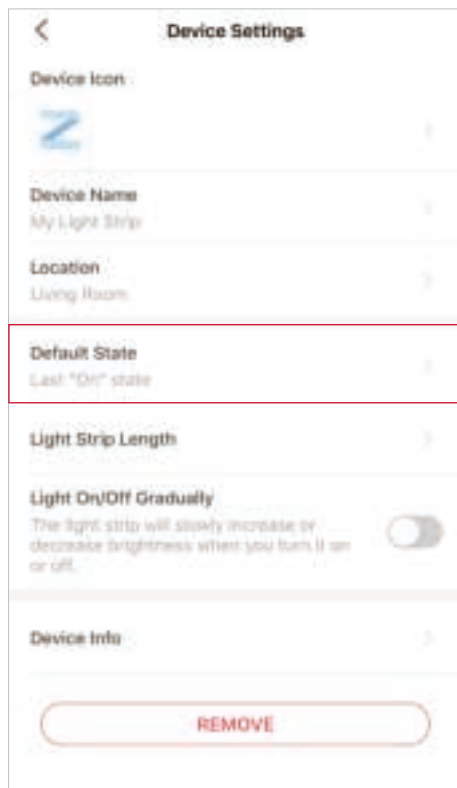 Device Settings
Device Icon
Device Name
My Light Strip
Location
Living Room
Default State
Last "On" state
Light Strip Length
Light On/Off Gradually
The light strip will slowly increase or
decrease brightness when you turn it on
or off.
Device Info
REMOVE